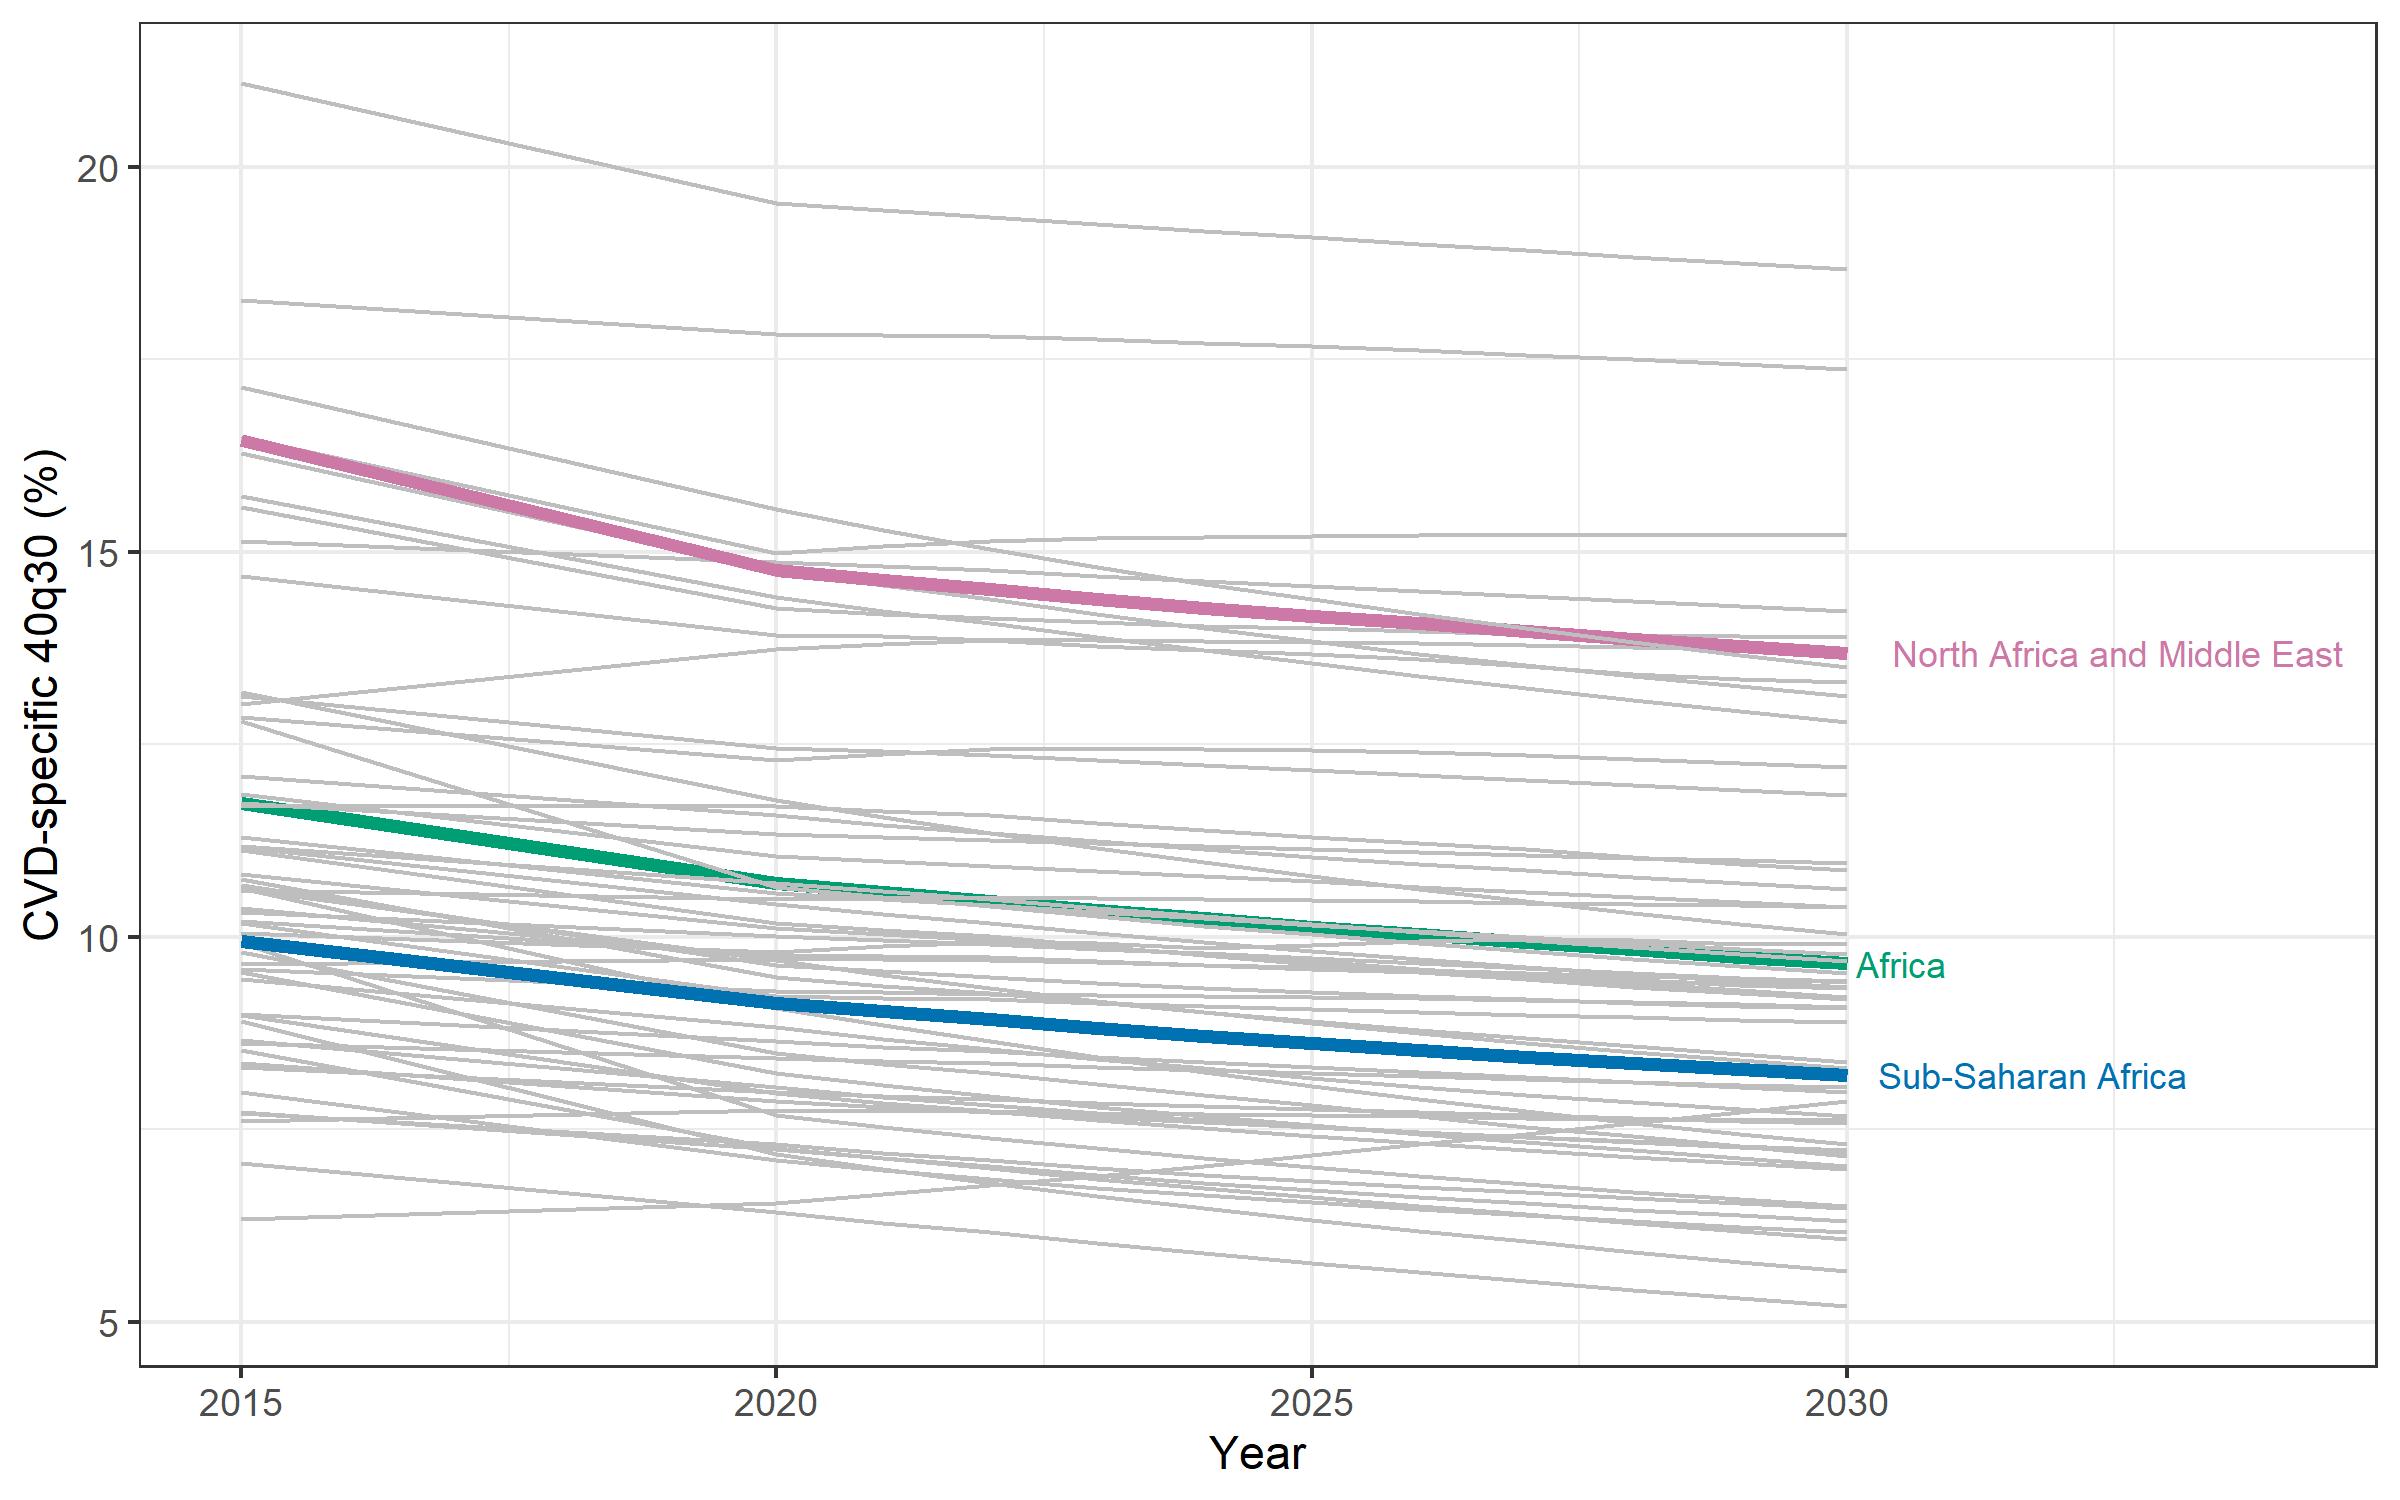 20
15
10
5
CVD-specific 40q30 (%)
North Africa and Middle East
Africa
Sub-Saharan Africa
2015 2020 2025 2030
Year